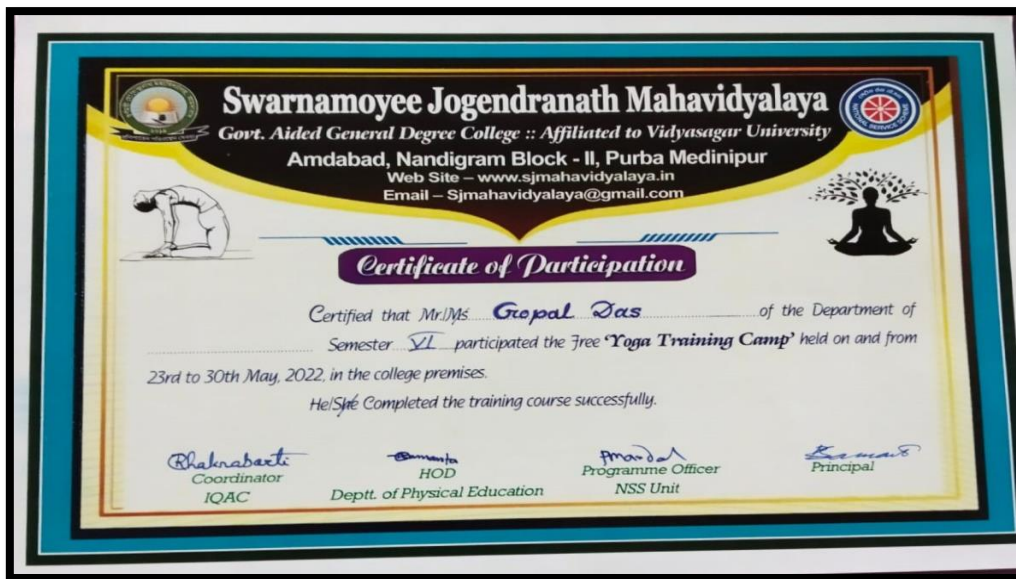 Swarnamoyee Jogendranath Mahavidyalaya
Govt. Aided General Degree College :: Affiliated to Vidyasagar University
Amdabad, Nandigram Block - II, Purba Medinipur
Web Site – www.sjmahavidyalaya.in
Email – Sjmahavidyalaya@gmail.com
Certificate of Participation
Certified that Mr./Ms Gopal Das of the Department of
Semester VI participated the Free 'Yoga Training Camp' held on and from
23rd to 30th May, 2022, in the college premises.
He/She Completed the training course successfully.
Coordinator
IQAC
HOD
Deptt. of Physical Education
Pmandal
Programme Officer
NSS Unit
Principal